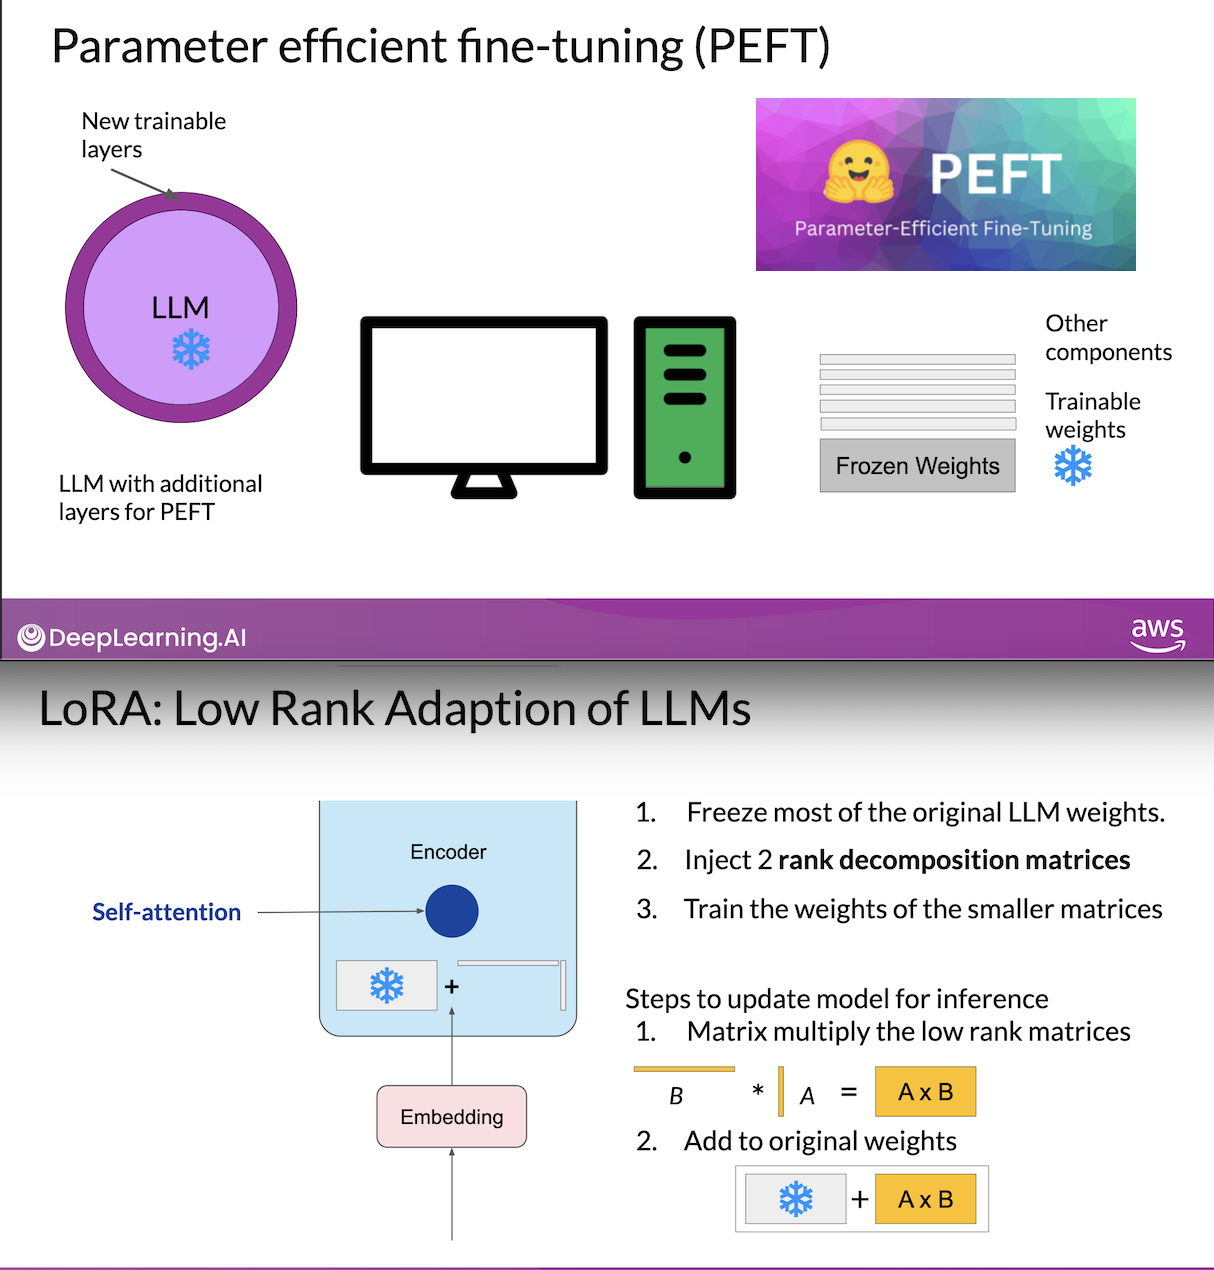 Parameter efficient fine-tuning (PEFT)
New trainable
layers
LLM
LLM with additional
layers for PEFT
PEFT
Parameter-Efficient Fine-Tuning
Other
components
Trainable
weights
Frozen Weights
DeepLearning.AI
aws
LoRA: Low Rank Adaption of LLMs
Encoder
Self-attention
+
Embedding
1. Freeze most of the original LLM weights.
2. Inject 2 rank decomposition matrices
3. Train the weights of the smaller matrices
Steps to update model for inference
1. Matrix multiply the low rank matrices
B * A = A x B
2. Add to original weights
+ A x B